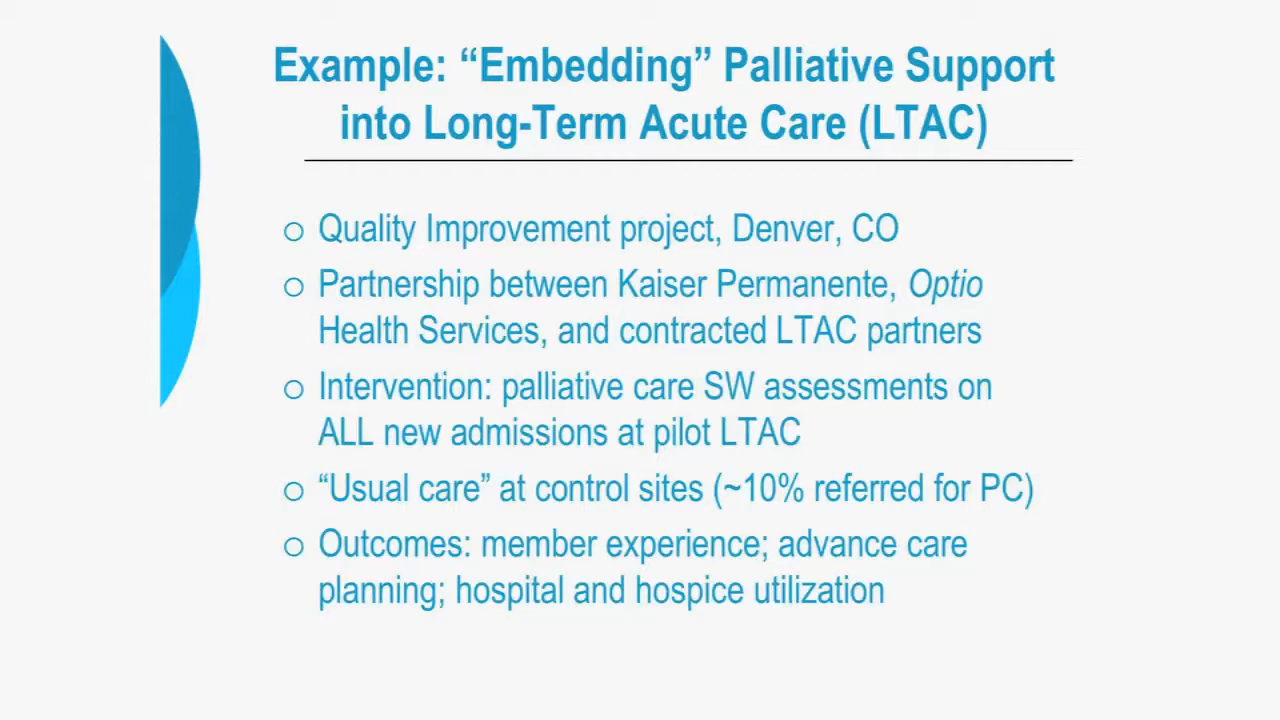 Example: “Embedding” Palliative Support
into Long-Term Acute Care (LTAC)
○ Quality Improvement project, Denver, CO
○ Partnership between Kaiser Permanente, Optio
Health Services, and contracted LTAC partners
○ Intervention: palliative care SW assessments on
ALL new admissions at pilot LTAC
○ “Usual care” at control sites (~10% referred for PC)
○ Outcomes: member experience; advance care
planning; hospital and hospice utilization